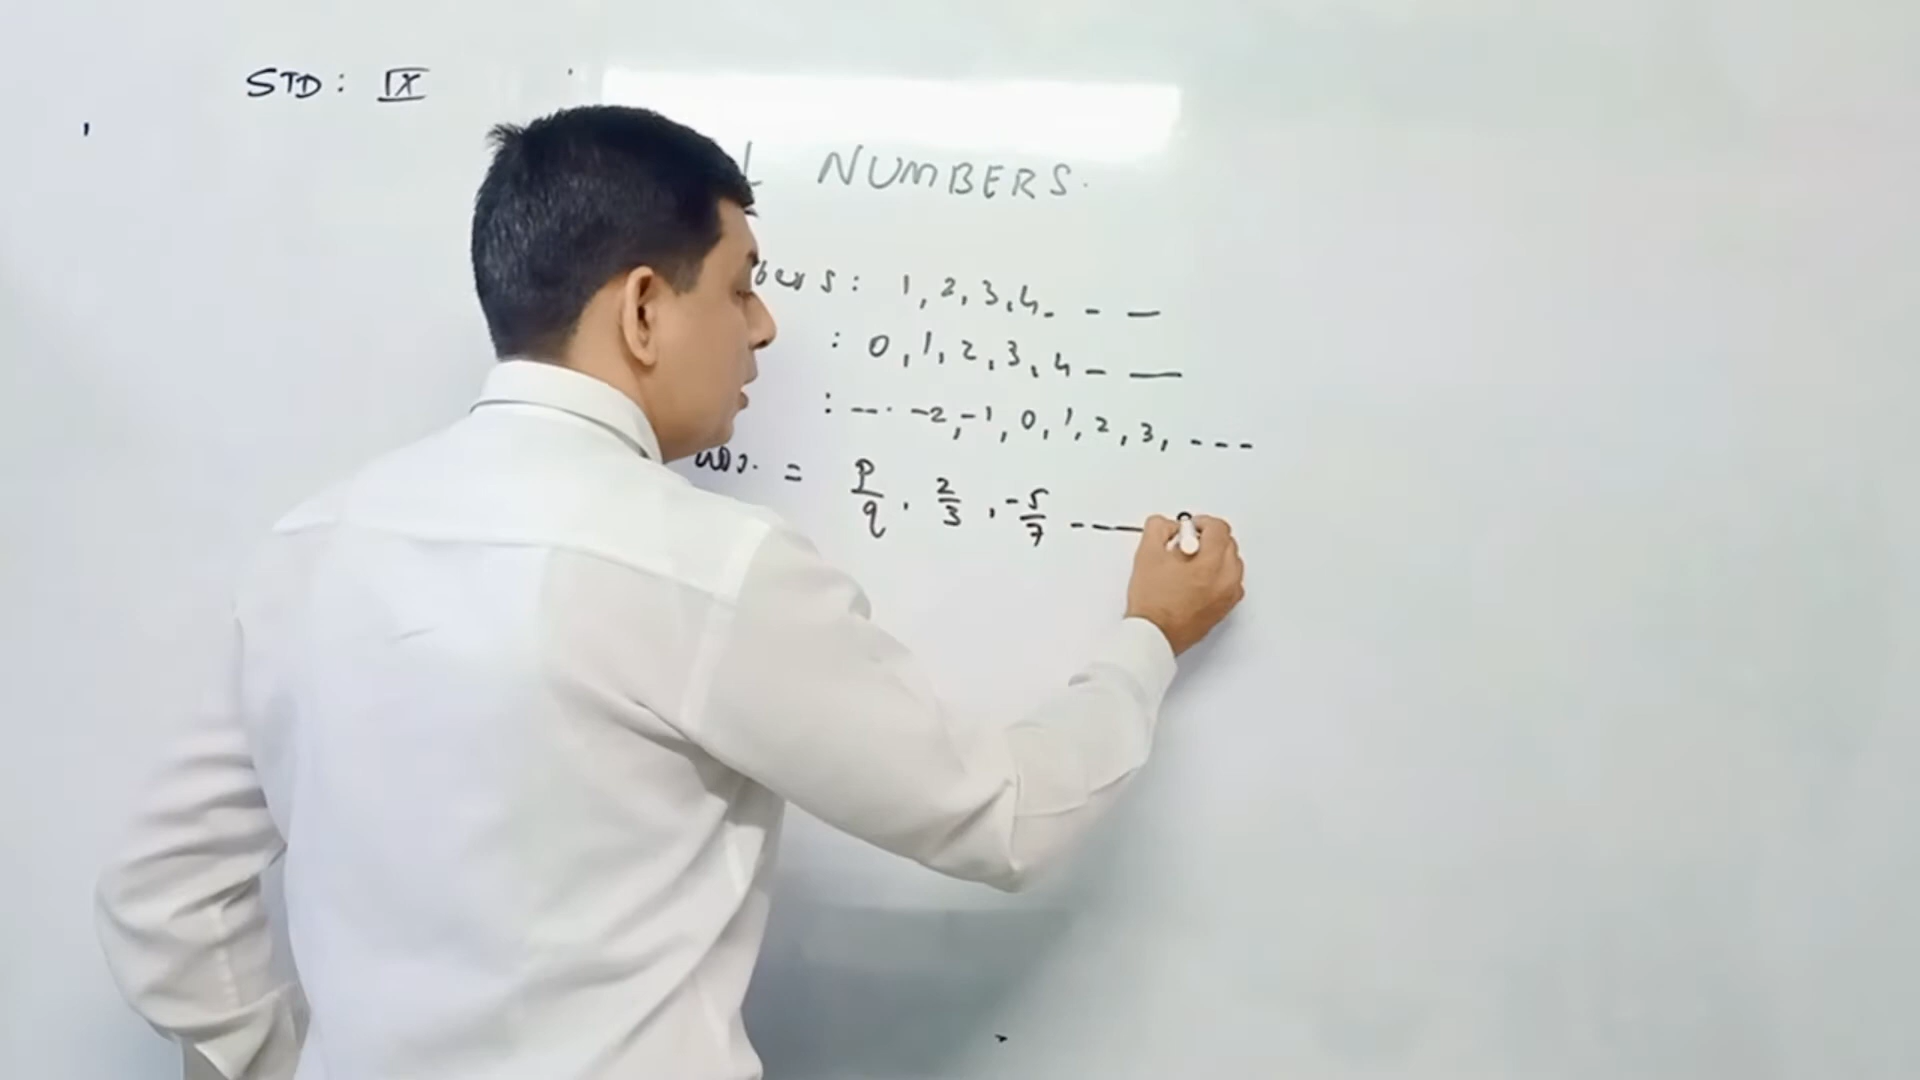 STD: IX
NUMBERS.
: 1, 2, 3, 4. - —
: 0, 1, 2, 3, 4 - —
: --. -2, -1, 0, 1, 2, 3, ---
= p/q, 2/3, -5/7 ---